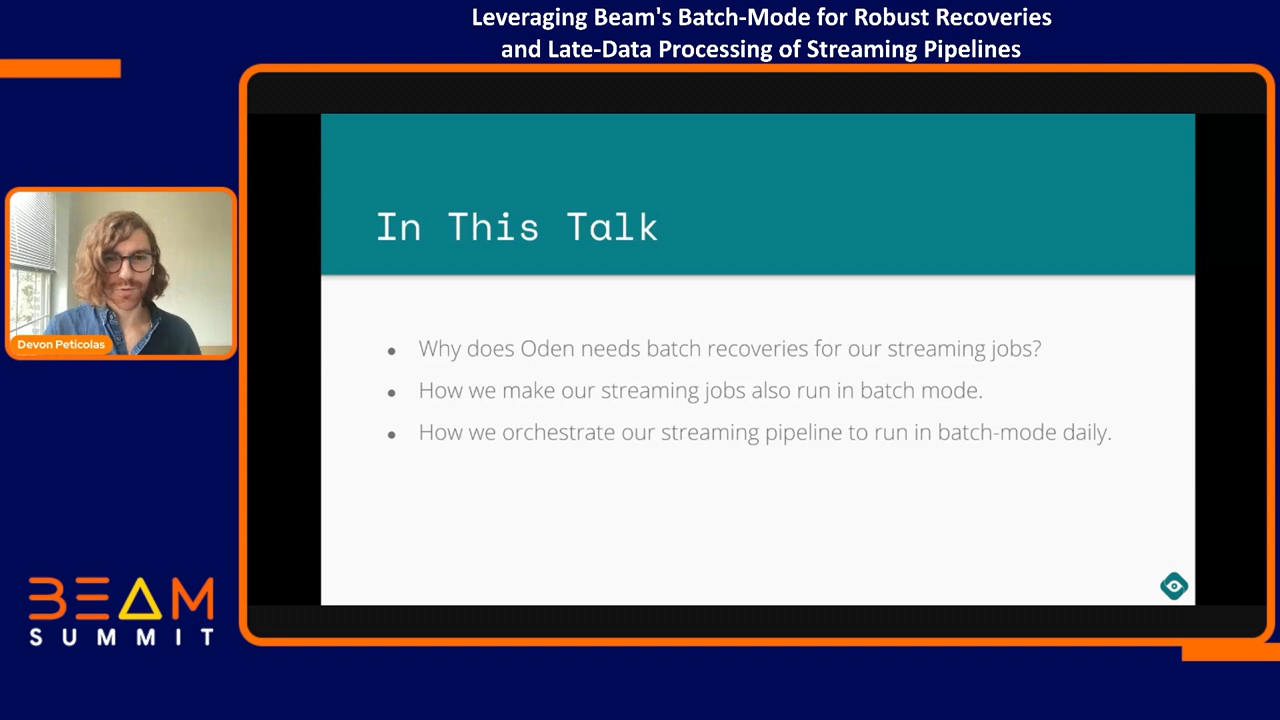 Leveraging Beam's Batch-Mode for Robust Recoveries
and Late-Data Processing of Streaming Pipelines
In This Talk
• Why does Oden needs batch recoveries for our streaming jobs?
• How we make our streaming jobs also run in batch mode.
• How we orchestrate our streaming pipeline to run in batch-mode daily.
Devon Peticolas
BEAM
SUMMIT